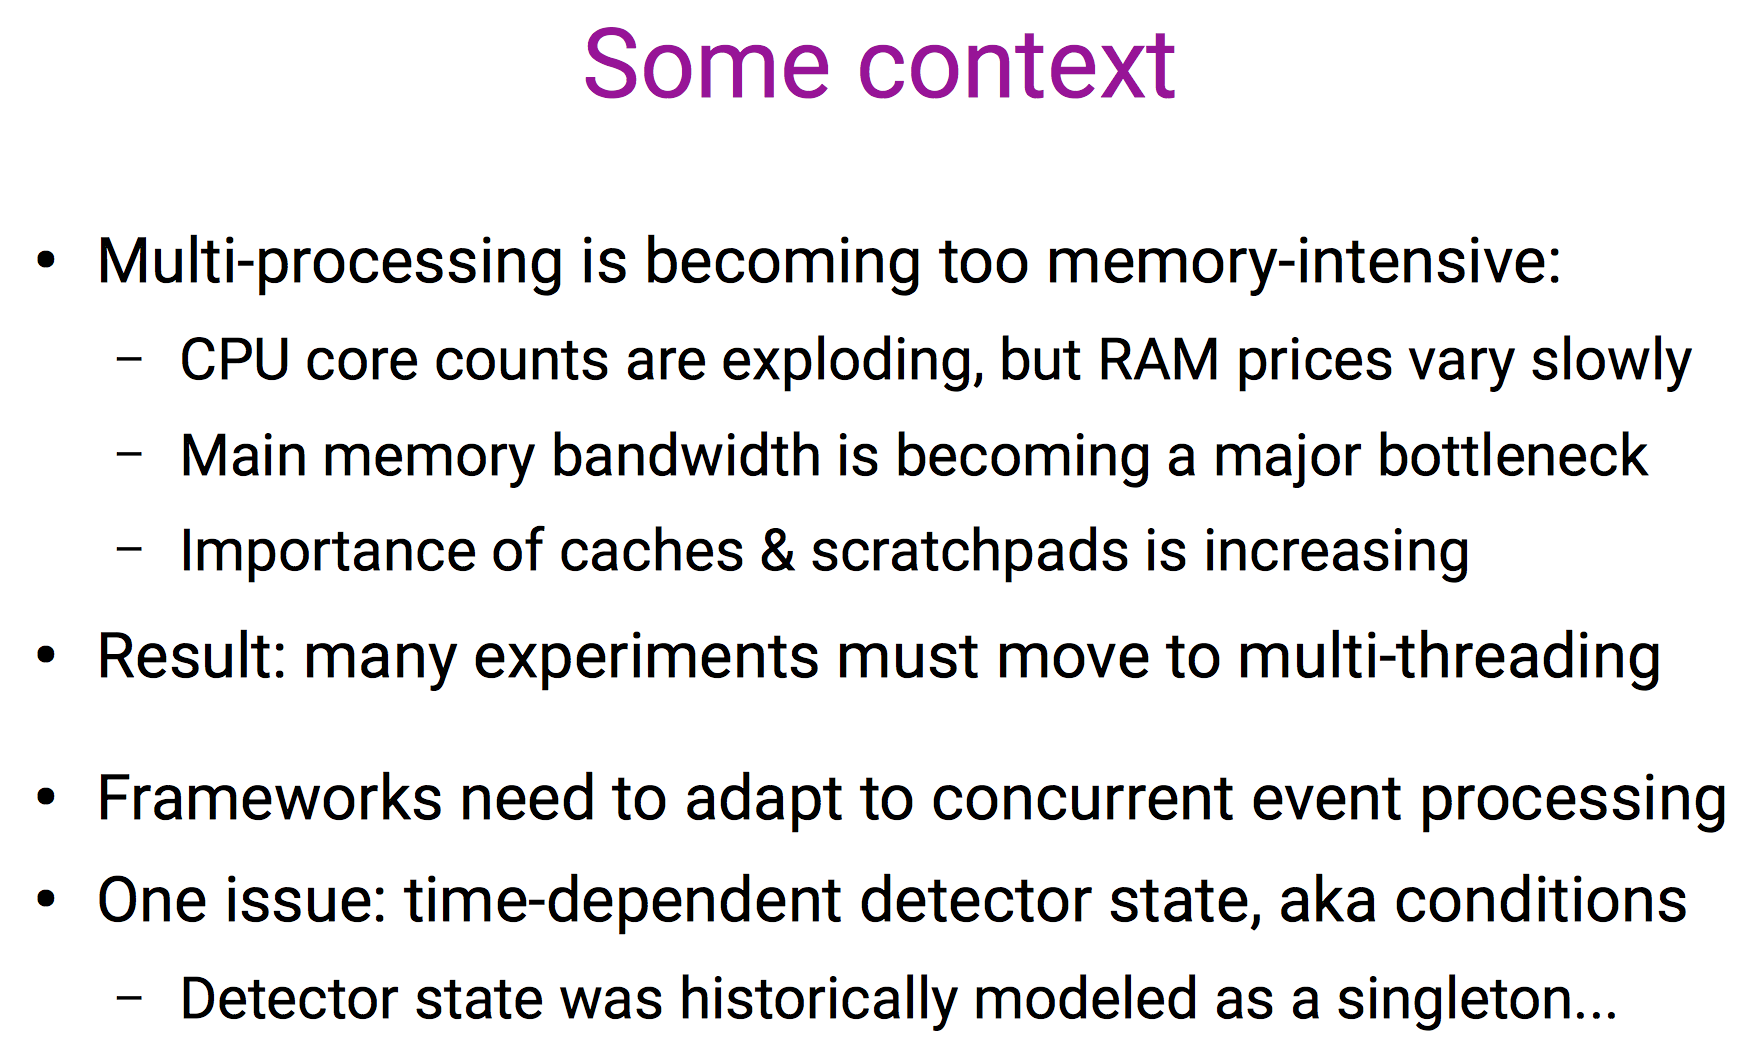 Some context
• Multi-processing is becoming too memory-intensive:
– CPU core counts are exploding, but RAM prices vary slowly
– Main memory bandwidth is becoming a major bottleneck
– Importance of caches & scratchpads is increasing
• Result: many experiments must move to multi-threading
• Frameworks need to adapt to concurrent event processing
• One issue: time-dependent detector state, aka conditions
– Detector state was historically modeled as a singleton...